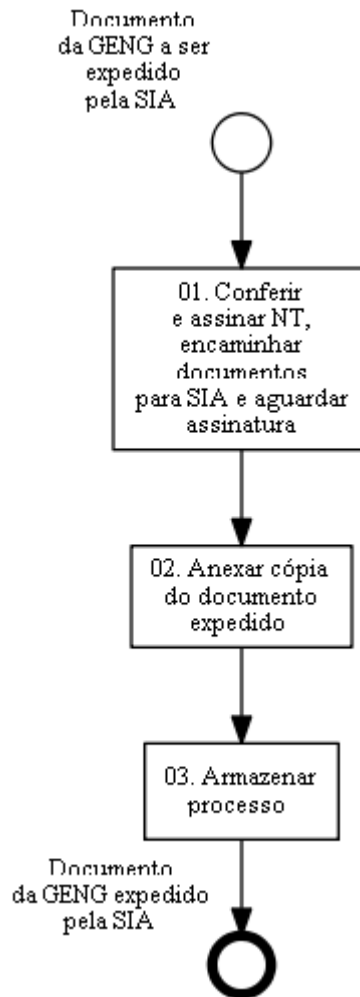 Documento
da GENG a ser
expedido
pela SIA
01. Conferir
e assinar NT,
encaminhar
documentos
para SIA e aguardar
assinatura
02. Anexar cópia
do documento
expedido
03. Armazenar
processo
Documento
da GENG expedido
pela SIA